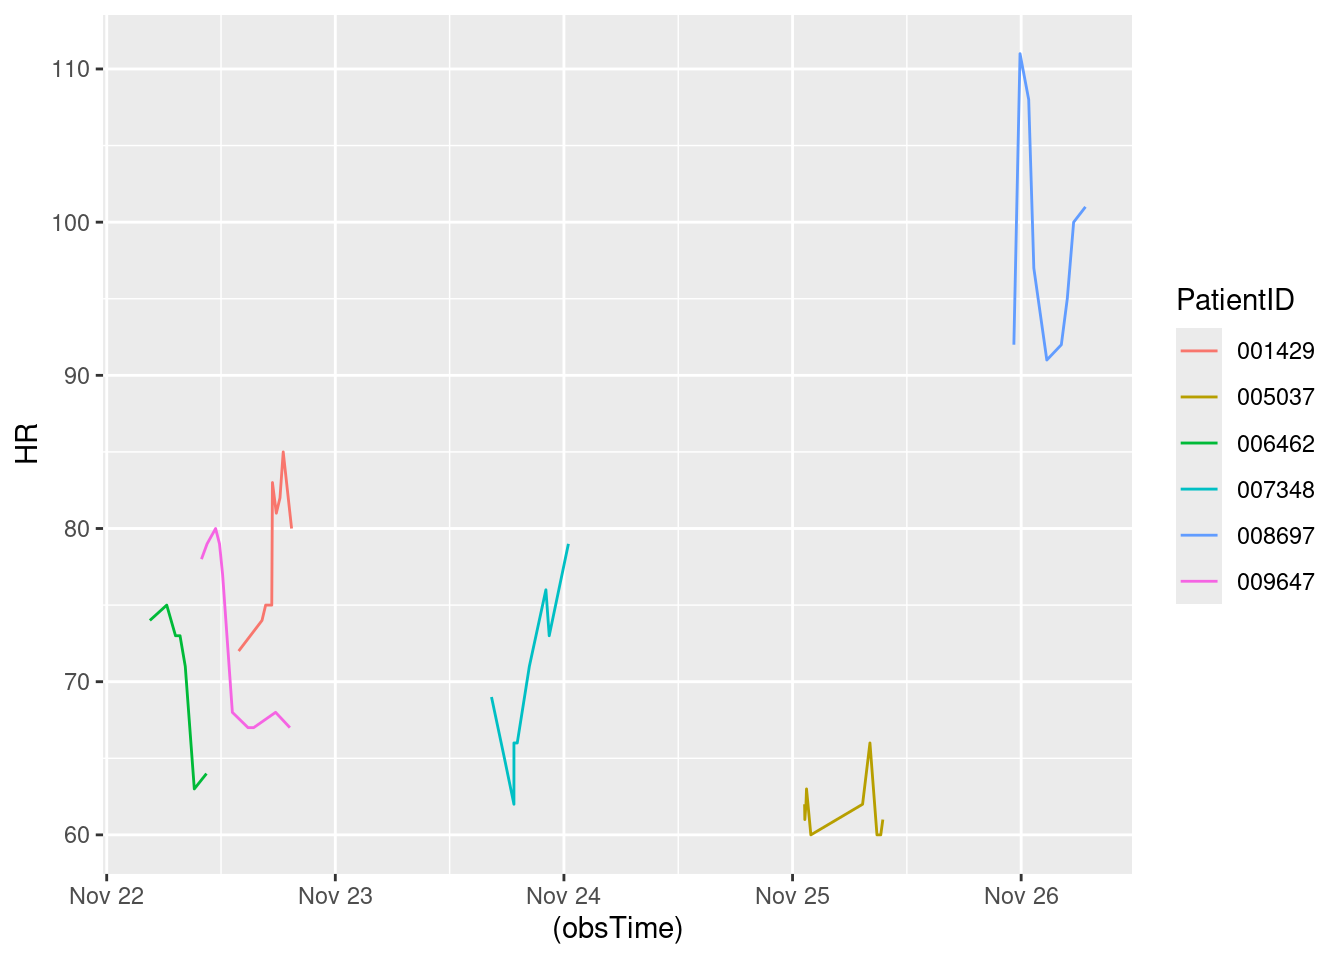 110
100
90
80
70
60
HR
Nov 22
Nov 23
Nov 24
Nov 25
Nov 26
(obsTime)
PatientID
001429
005037
006462
007348
008697
009647